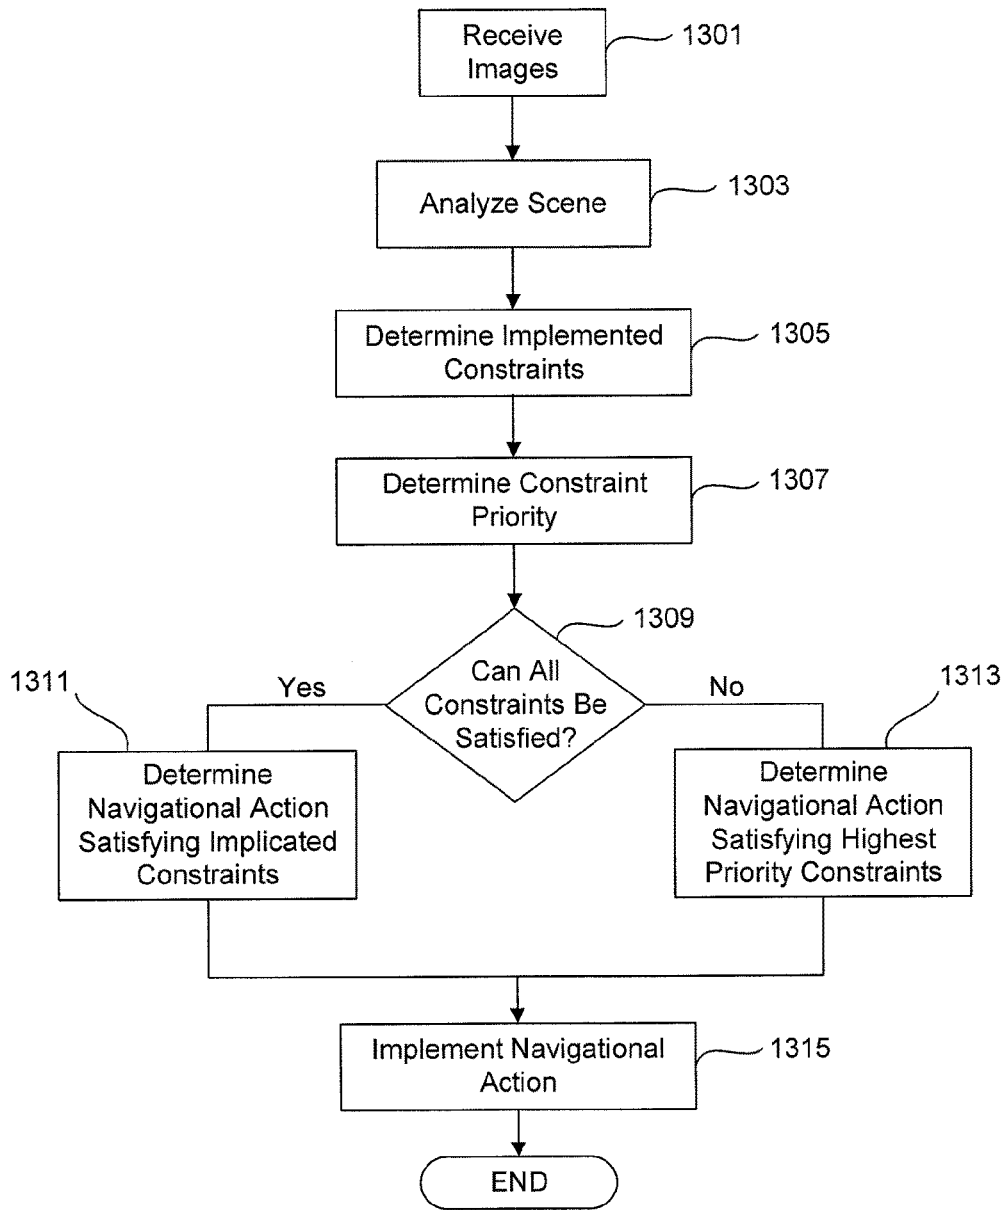 Receive
Images
1301
Analyze Scene
1303
Determine Implemented
Constraints
1305
Determine Constraint
Priority
1307
Can All
Constraints Be
Satisfied?
1309
Yes
No
1311
Determine
Navigational Action
Satisfying Implicated
Constraints
1313
Determine
Navigational Action
Satisfying Highest
Priority Constraints
Implement Navigational
Action
1315
END